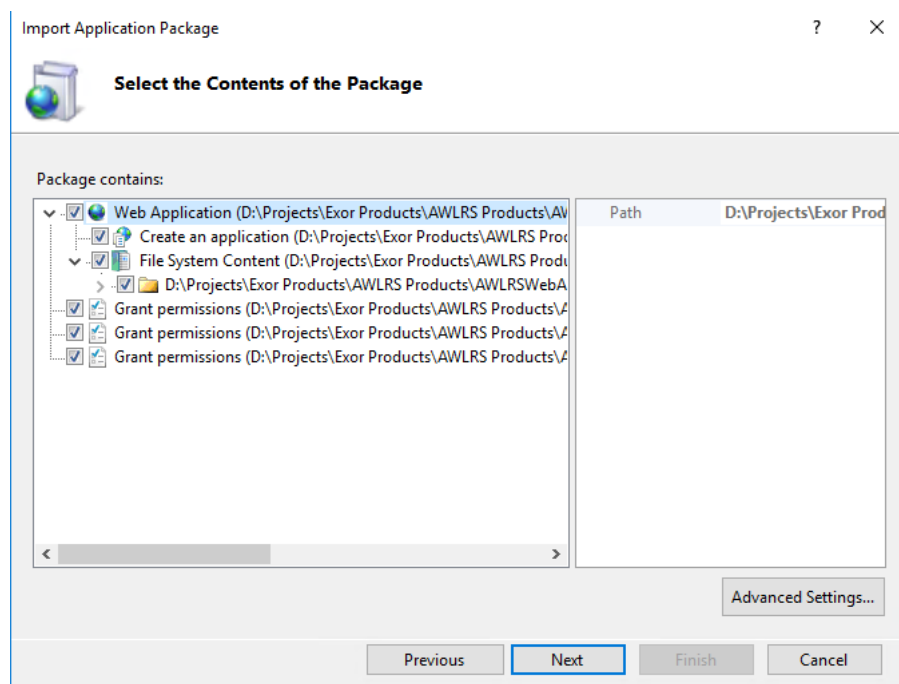 Import Application Package ?
Select the Contents of the Package
Package contains:
Web Application (D:\Projects\Exor Products\AWLRS Products\AW
Path D:\Projects\Exor Prod
Create an application (D:\Projects\Exor Products\AWLRS Proc
File System Content (D:\Projects\Exor Products\AWLRS Produ
D:\Projects\Exor Products\AWLRS Products\AWLRSWebA
Grant permissions (D:\Projects\Exor Products\AWLRS Products\A
Grant permissions (D:\Projects\Exor Products\AWLRS Products\A
Grant permissions (D:\Projects\Exor Products\AWLRS Products\A
Advanced Settings...
Previous Next Finish Cancel